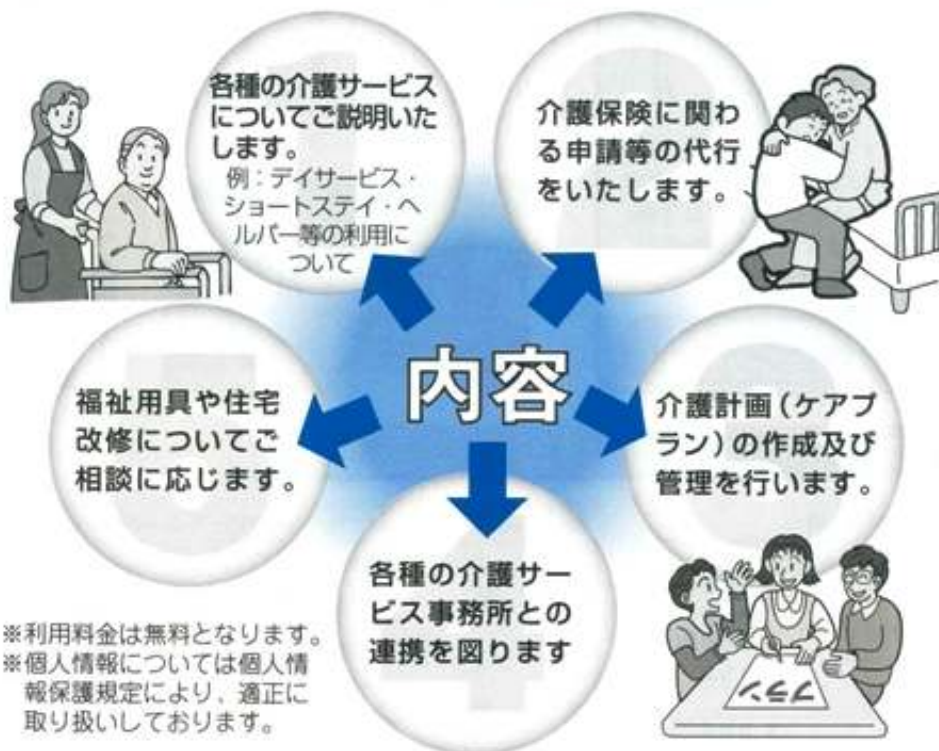 内容
1
各種の介護サービス
についてご説明いた
します。
例：デイサービス・
ショートステイ・ヘ
ルパー等の利用に
ついて
2
介護保険に関わ
る申請等の代行
をいたします。
3
介護計画（ケアプ
ラン）の作成及び
管理を行います。
プラン
4
各種の介護サー
ビス事務所との
連携を図ります
5
福祉用具や住宅
改修についてご
相談に応じます。
※利用料金は無料となります。
※個人情報については個人情
報保護規定により、適正に
取り扱いしております。